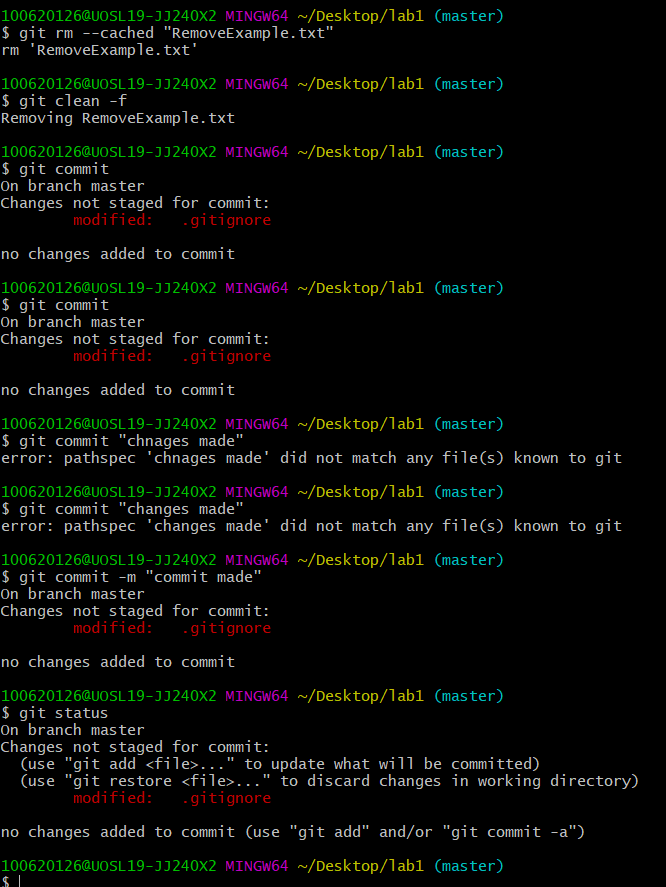 100620126@UOSL19-JJ240X2 MINGW64 ~/Desktop/lab1 (master)
$ git rm --cached "RemoveExample.txt"
rm 'RemoveExample.txt'
100620126@UOSL19-JJ240X2 MINGW64 ~/Desktop/lab1 (master)
$ git clean -f
Removing RemoveExample.txt
100620126@UOSL19-JJ240X2 MINGW64 ~/Desktop/lab1 (master)
$ git commit
On branch master
Changes not staged for commit:
        modified:   .gitignore
no changes added to commit
100620126@UOSL19-JJ240X2 MINGW64 ~/Desktop/lab1 (master)
$ git commit
On branch master
Changes not staged for commit:
        modified:   .gitignore
no changes added to commit
100620126@UOSL19-JJ240X2 MINGW64 ~/Desktop/lab1 (master)
$ git commit "chnages made"
error: pathspec 'chnages made' did not match any file(s) known to git
100620126@UOSL19-JJ240X2 MINGW64 ~/Desktop/lab1 (master)
$ git commit "changes made"
error: pathspec 'changes made' did not match any file(s) known to git
100620126@UOSL19-JJ240X2 MINGW64 ~/Desktop/lab1 (master)
$ git commit -m "commit made"
On branch master
Changes not staged for commit:
        modified:   .gitignore
no changes added to commit
100620126@UOSL19-JJ240X2 MINGW64 ~/Desktop/lab1 (master)
$ git status
On branch master
Changes not staged for commit:
  (use "git add <file>..." to update what will be committed)
  (use "git restore <file>..." to discard changes in working directory)
        modified:   .gitignore
no changes added to commit (use "git add" and/or "git commit -a")
100620126@UOSL19-JJ240X2 MINGW64 ~/Desktop/lab1 (master)
$